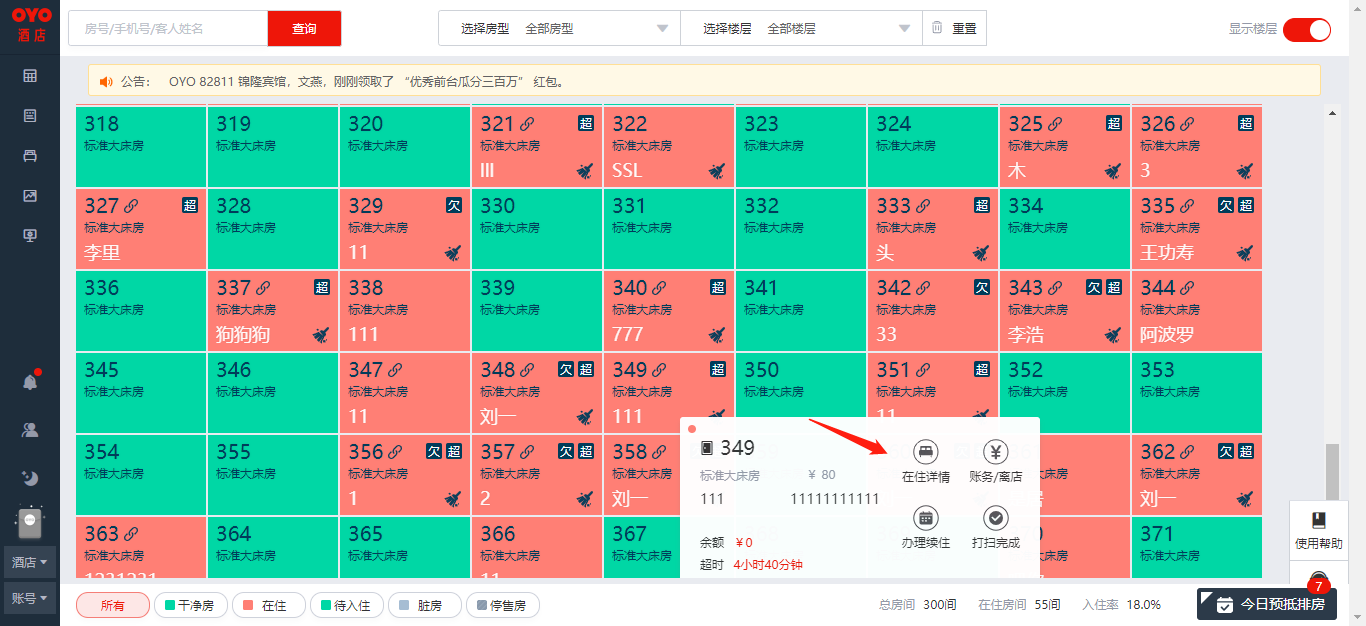 OYO
酒店
房号/手机号/客人姓名
查询
选择房型 全部房型
选择楼层 全部楼层
重置
显示楼层
公告： OYO 82811 锦隆宾馆，文燕，刚刚领取了 “优秀前台瓜分三百万” 红包。
318 319 320 321 超 322 323 324 325 超 326 超
标准大床房 标准大床房 标准大床房 标准大床房 标准大床房 标准大床房 标准大床房 标准大床房 标准大床房
lll SSL 木 3
327 超 328 329 欠 330 331 332 333 超 334 335 欠 超
标准大床房 标准大床房 标准大床房 标准大床房 标准大床房 标准大床房 标准大床房 标准大床房 标准大床房
李里 11 头 王功寿
336 337 超 338 339 340 超 341 342 欠 343 欠 超 344
标准大床房 标准大床房 标准大床房 标准大床房 标准大床房 标准大床房 标准大床房 标准大床房 标准大床房
狗狗狗 111 777 33 李浩 阿波罗
345 346 347 348 欠 超 349 超 350 351 超 352 353
标准大床房 标准大床房 标准大床房 标准大床房 标准大床房 标准大床房 标准大床房 标准大床房 标准大床房
11 刘一 111 11
354 355 356 欠 超 357 欠 超 358 362 欠 超
标准大床房 标准大床房 标准大床房 标准大床房 标准大床房 标准大床房
1 2 刘一 刘一
363 364 365 366 367 371
标准大床房 标准大床房 标准大床房 标准大床房 标准大床房 标准大床房
1231231 11
349
标准大床房 ¥ 80
111 11111111111
余额 ¥ 0
超时 4小时40分钟
在住详情 账务/离店
办理续住 打扫完成
酒店
账号
使用帮助
所有 干净房 在住 待入住 脏房 停售房
总房间 300间 在住房间 55间 入住率 18.0%
7
今日预抵排房